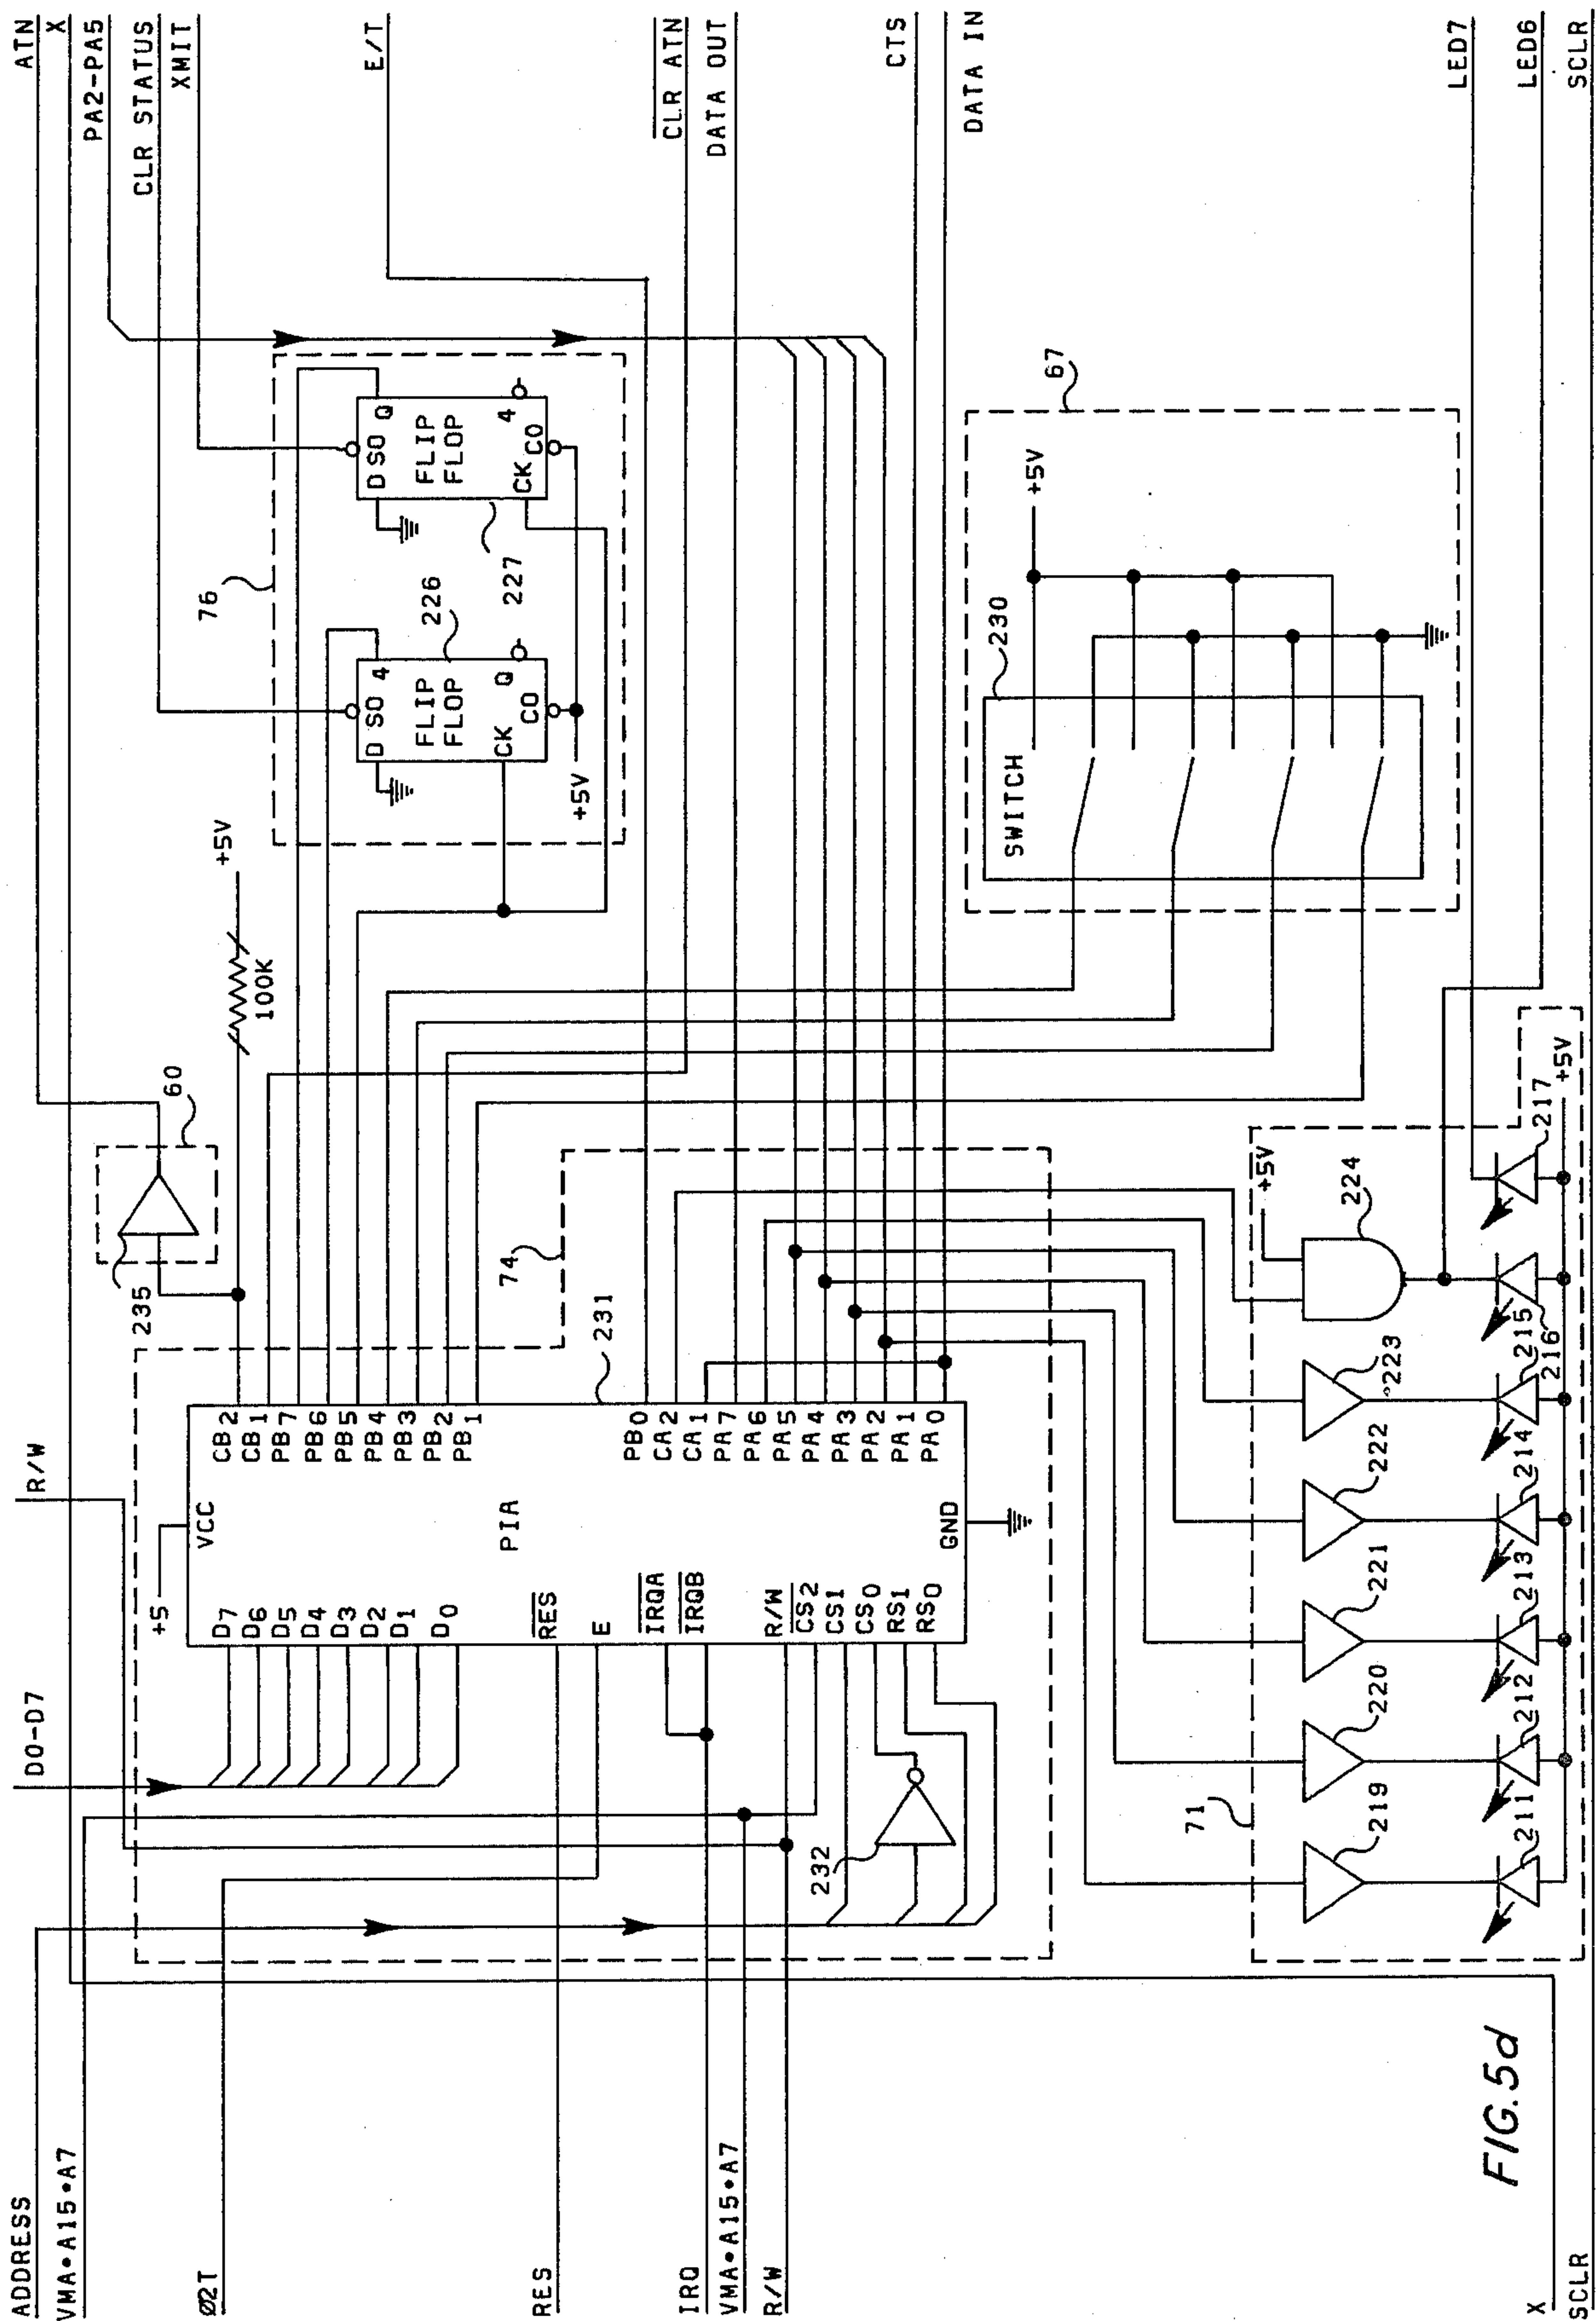 ADDRESS
VMA•A15•A7
Ø2T
RES
IRQ
VMA•A15•A7
R/W
X
SCLR
FIG. 5d
D0-D7
R/W
+5
VCC
D7
D6
D5
D4
D3
D2
D1
D0
RES
E
IRQA
IRQB
R/W
CS2
CS1
CS0
RS1
RS0
PIA
GND
CB2
CB1
PB7
PB6
PB5
PB4
PB3
PB2
PB1
PB0
CA2
CA1
PA7
PA6
PA5
PA4
PA3
PA2
PA1
PA0
231
232
74
235
60
100K
+5V
76
D SO 4
FLIP
FLOP
CK
Q
CO
226
+5V
D SO Q
FLIP
FLOP
CK
4
CO
227
67
230
SWITCH
+5V
71
219
220
221
222
223
224
+5V
211
212
213
214
215
216
217
+5V
ATN
X
PA2-PA5
CLR STATUS
XMIT
E/T
CLR ATN
DATA OUT
CTS
DATA IN
LED7
LED6
SCLR